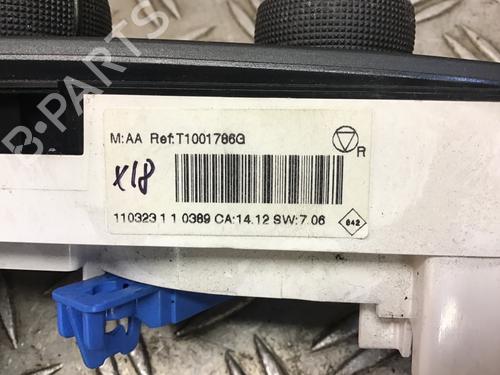 B-PARTS
M:AA Ref:T1001786G
R
X18
110323 1 1 0389 CA:14.12 SW:7.06
842